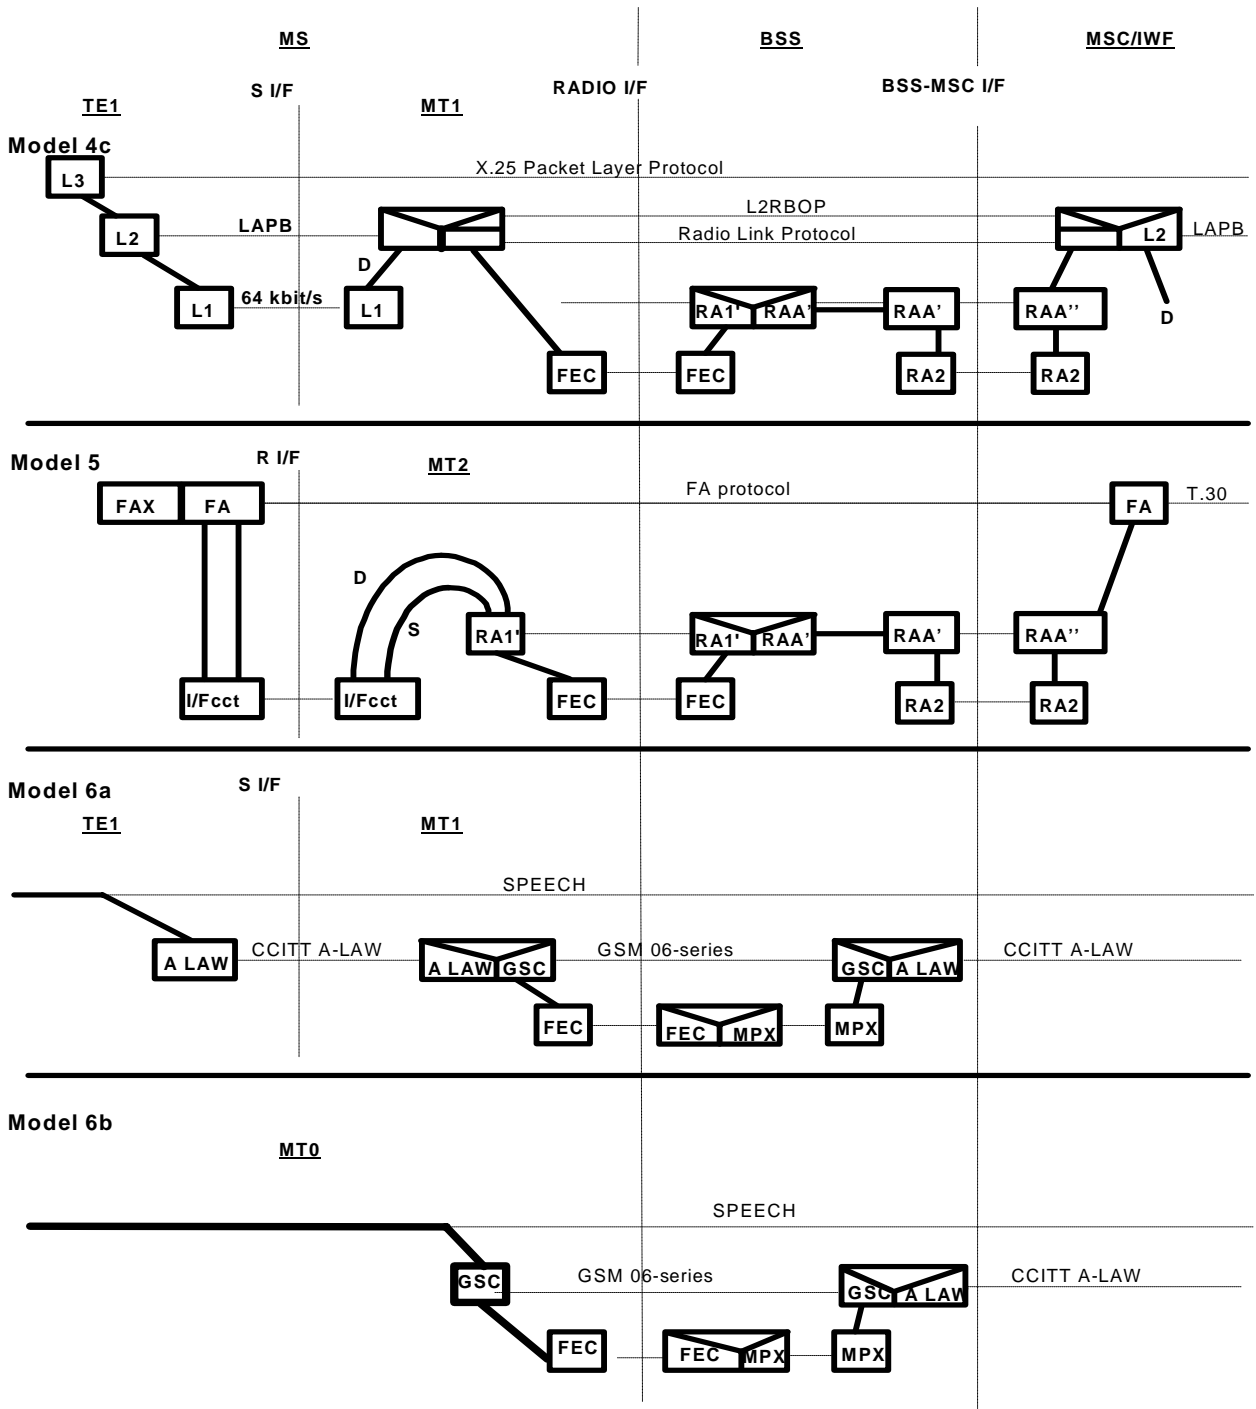 MS
BSS
MSC/IWF
S I/F
RADIO I/F
BSS-MSC I/F
TE1
MT1
Model 4c
L3
X.25 Packet Layer Protocol
L2
LAPB
L2RBOP
Radio Link Protocol
L2
LAPB
D
L1
64 kbit/s
L1
RA1'
RAA'
RAA'
RAA''
D
FEC
FEC
RA2
RA2
Model 5
R I/F
MT2
FAX
FA
FA protocol
FA
T.30
D
S
RA1'
RA1'
RAA'
RAA'
RAA''
I/Fcct
I/Fcct
FEC
FEC
RA2
RA2
Model 6a
S I/F
TE1
MT1
SPEECH
A LAW
CCITT A-LAW
A LAW
GSC
GSM 06-series
GSC
A LAW
CCITT A-LAW
FEC
FEC
MPX
MPX
Model 6b
MT0
SPEECH
GSC
GSM 06-series
GSC
A LAW
CCITT A-LAW
FEC
FEC
MPX
MPX